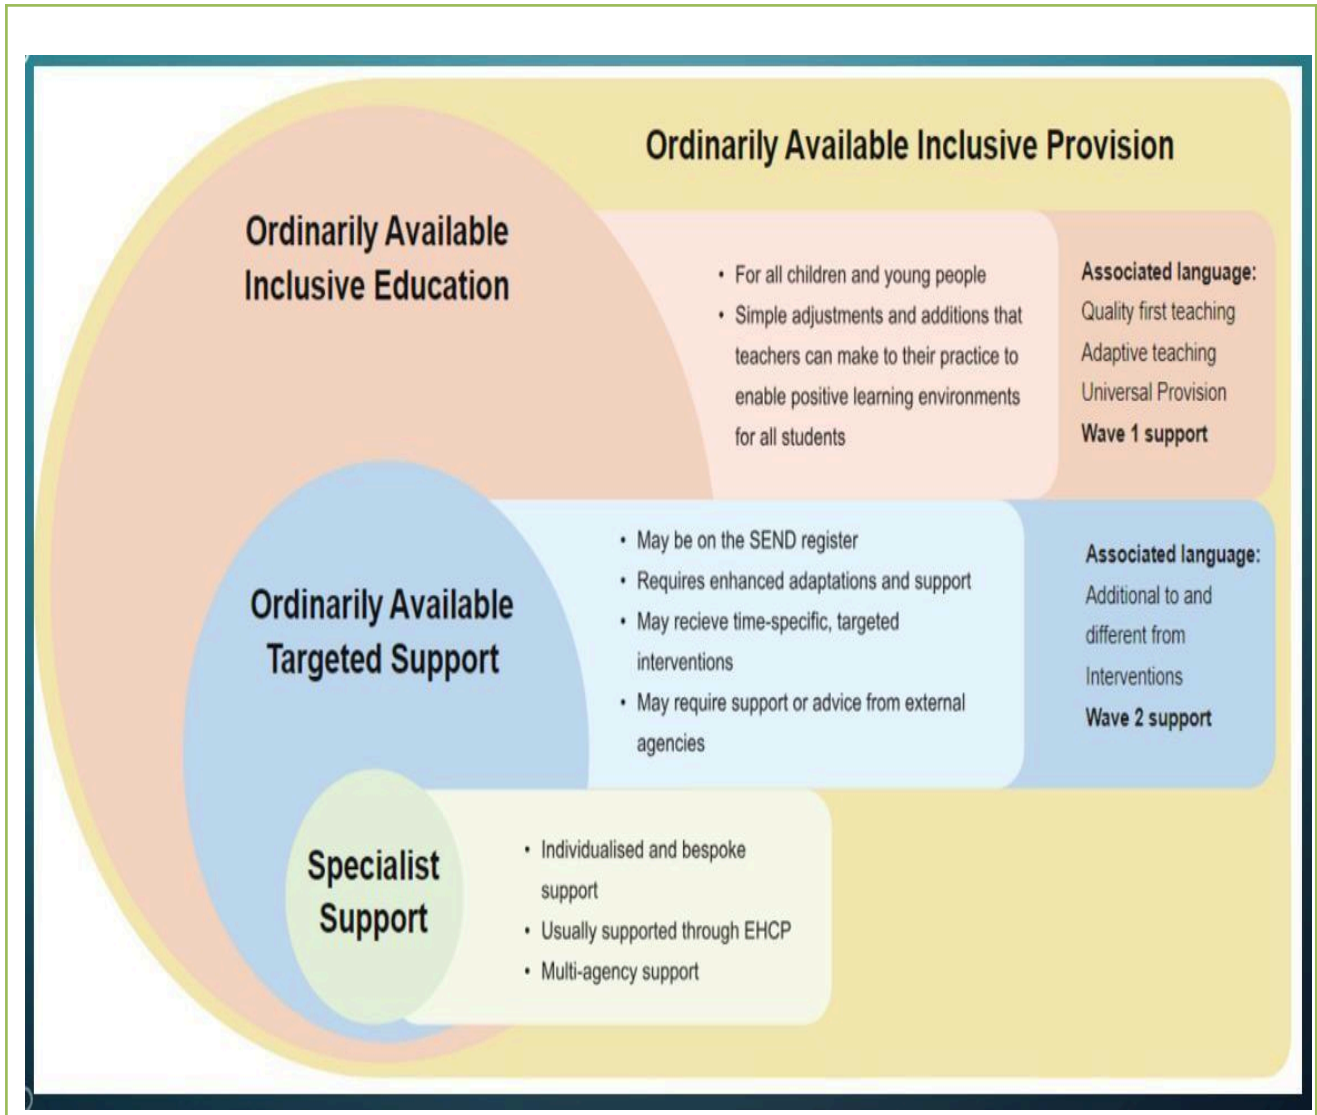 Ordinarily Available Inclusive Provision
Ordinarily Available
Inclusive Education
• For all children and young people
• Simple adjustments and additions that
teachers can make to their practice to
enable positive learning environments
for all students
Associated language:
Quality first teaching
Adaptive teaching
Universal Provision
Wave 1 support
Ordinarily Available
Targeted Support
• May be on the SEND register
• Requires enhanced adaptations and support
• May recieve time-specific, targeted
interventions
• May require support or advice from external
agencies
Associated language:
Additional to and
different from
Interventions
Wave 2 support
Specialist
Support
• Individualised and bespoke
support
• Usually supported through EHCP
• Multi-agency support